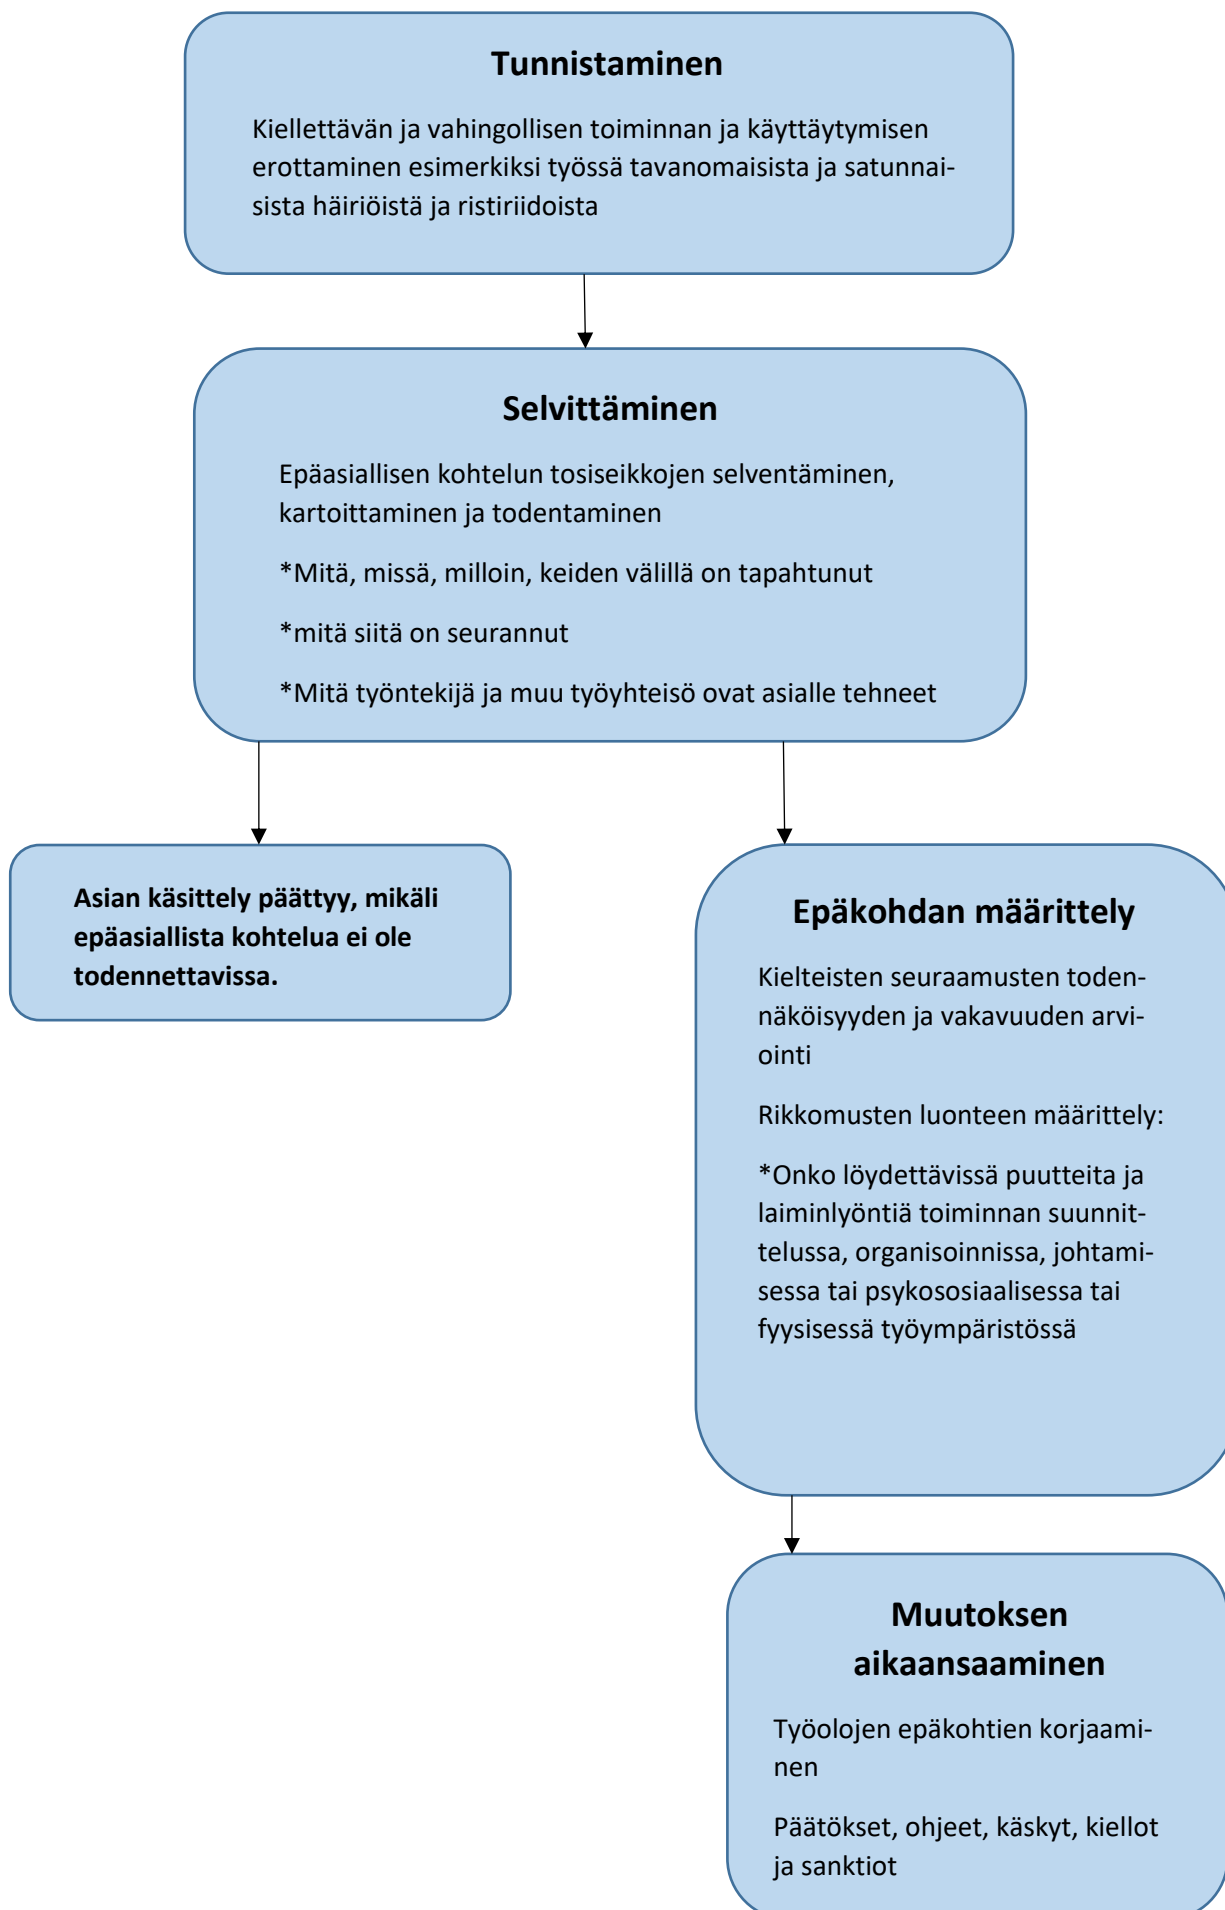 Tunnistaminen
Kiellettävän ja vahingollisen toiminnan ja käyttäytymisen
erottaminen esimerkiksi työssä tavanomaisista ja satunnai-
sista häiriöistä ja ristiriidoista
Selvittäminen
Epäasiallisen kohtelun tosiseikkojen selventäminen,
kartoittaminen ja todentaminen
*Mitä, missä, milloin, keiden välillä on tapahtunut
*mitä siitä on seurannut
*Mitä työntekijä ja muu työyhteisö ovat asialle tehneet
Asian käsittely päättyy, mikäli
epäasiallista kohtelua ei ole
todennettavissa.
Epäkohdan määrittely
Kielteisten seuraamusten toden-
näköisyyden ja vakavuuden arvi-
ointi
Rikkomusten luonteen määrittely:
*Onko löydettävissä puutteita ja
laiminlyöntiä toiminnan suunnit-
telussa, organisoinnissa, johtami-
sessa tai psykososiaalisessa tai
fyysisessä työympäristössä
Muutoksen
aikaansaaminen
Työolojen epäkohtien korjaami-
nen
Päätökset, ohjeet, käskyt, kiellot
ja sanktiot